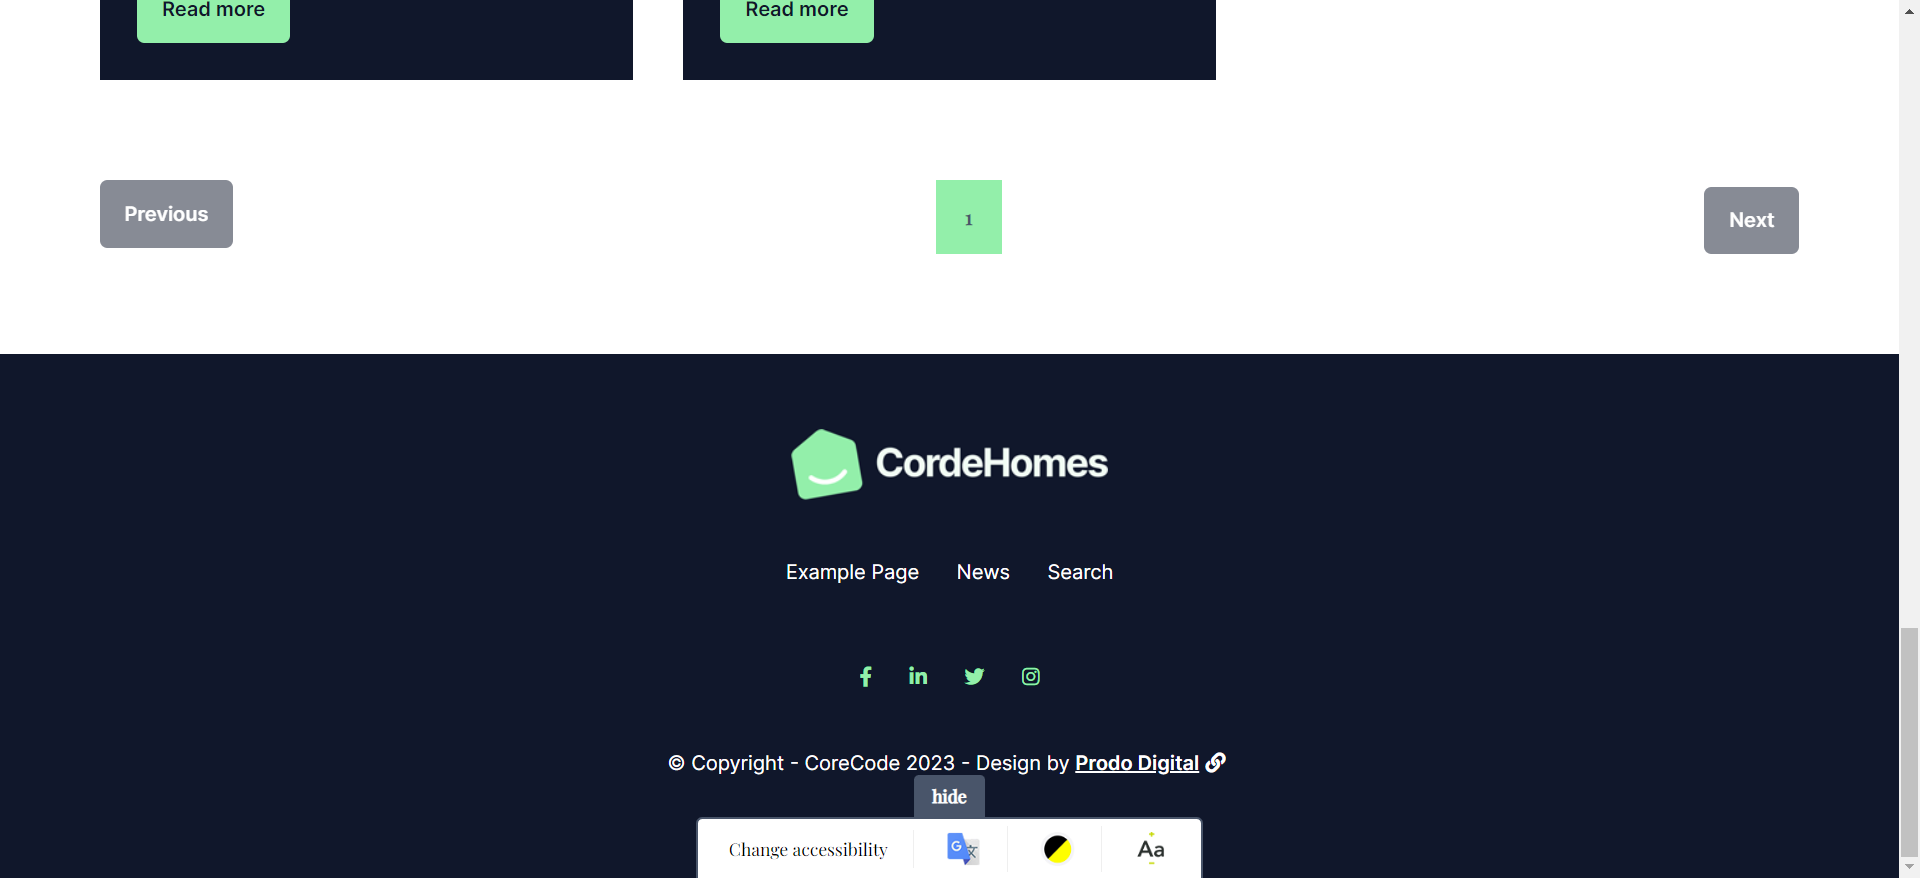 Read more Read more
Previous 1 Next
CordeHomes
Example Page News Search
© Copyright - CoreCode 2023 - Design by Prodo Digital
hide
Change accessibility G 文 Aa